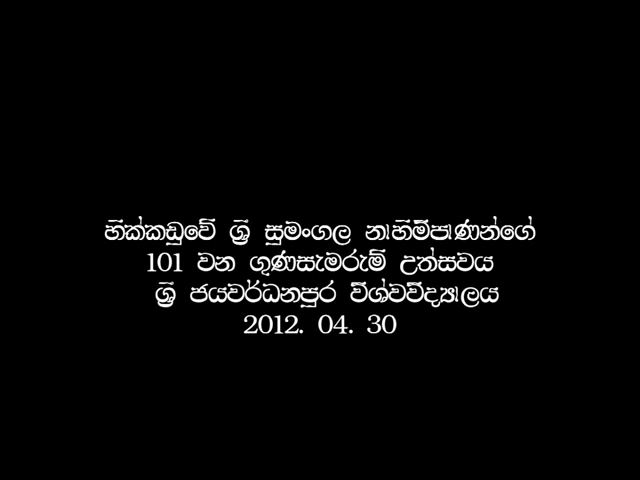 හික්කඩුවේ ශ්‍රී සුමංගල නාහිම්පාණන්ගේ
101 වන ගුණසැමරුම් උත්සවය
ශ්‍රී ජයවර්ධනපුර විශ්වවිද්‍යාලය
2012. 04. 30